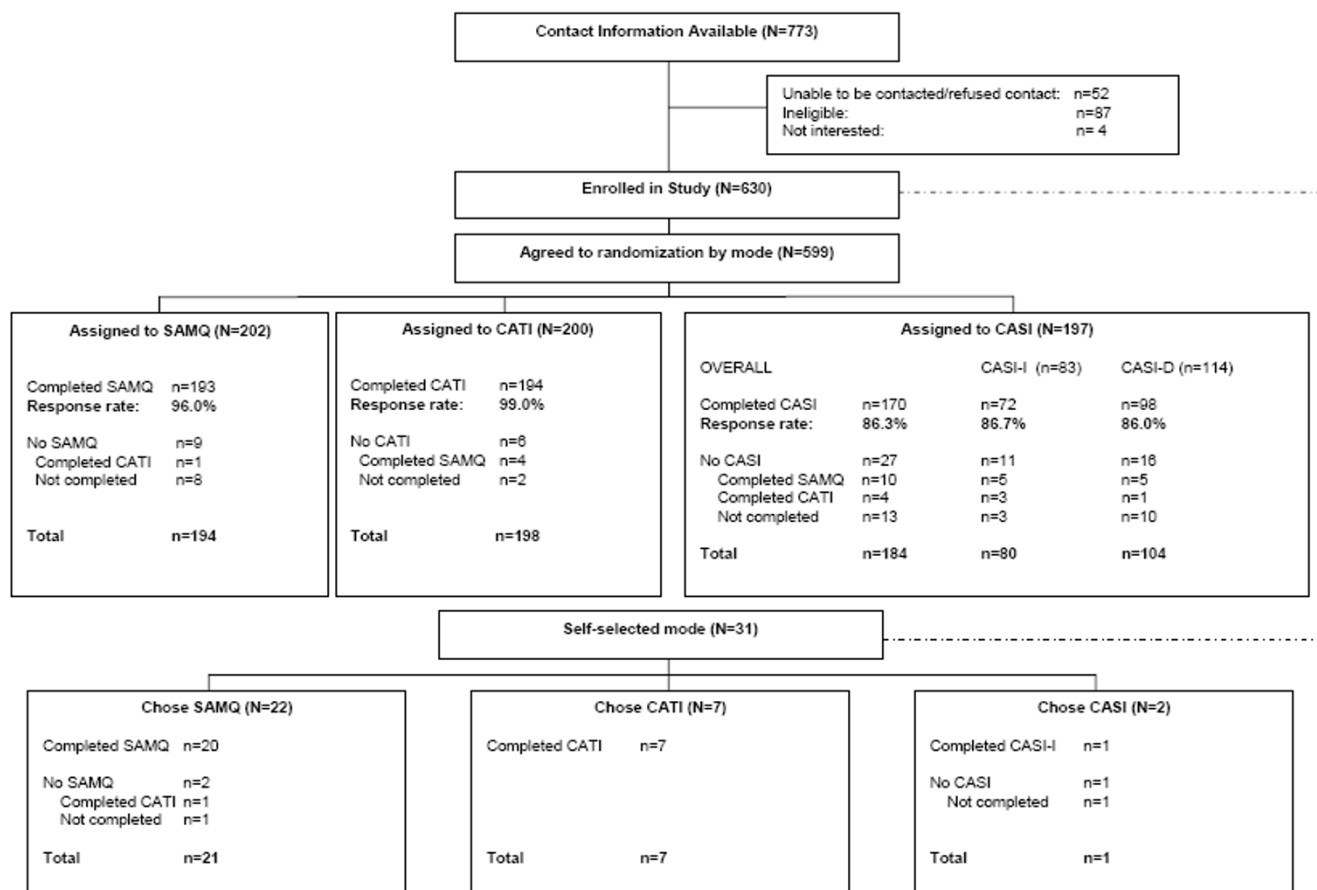 Contact Information Available (N=773)
Unable to be contacted/refused contact: n=52
Ineligible: n=87
Not interested: n= 4
Enrolled in Study (N=630)
Agreed to randomization by mode (N=599)
Assigned to SAMQ (N=202)
Completed SAMQ n=193
Response rate: 96.0%
No SAMQ n=9
Completed CATI n=1
Not completed n=8
Total n=194
Assigned to CATI (N=200)
Completed CATI n=194
Response rate: 99.0%
No CATI n=6
Completed SAMQ n=4
Not completed n=2
Total n=198
Assigned to CASI (N=197)
OVERALL CASI-I (n=83) CASI-D (n=114)
Completed CASI n=170 n=72 n=98
Response rate: 86.3% 86.7% 86.0%
No CASI n=27 n=11 n=16
Completed SAMQ n=10 n=5 n=5
Completed CATI n=4 n=3 n=1
Not completed n=13 n=3 n=10
Total n=184 n=80 n=104
Self-selected mode (N=31)
Chose SAMQ (N=22)
Completed SAMQ n=20
No SAMQ n=2
Completed CATI n=1
Not completed n=1
Total n=21
Chose CATI (N=7)
Completed CATI n=7
Total n=7
Chose CASI (N=2)
Completed CASI-I n=1
No CASI n=1
Not completed n=1
Total n=1